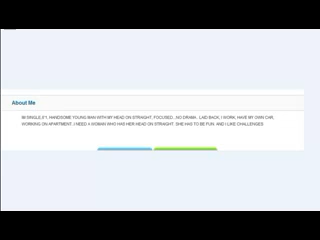 About Me
IM SINGLE,#1, HANDSOME YOUNG MAN WITH MY HEAD ON STRAIGHT, FOCUSED...NO DRAMA.. LAID BACK, I WORK, HAVE MY OWN CAR,
WORKING ON APARTMENT, I NEED A WOMAN WHO HAS HER HEAD ON STRAIGHT. SHE HAS TO BE FUN. AND I LIKE CHALLENGES